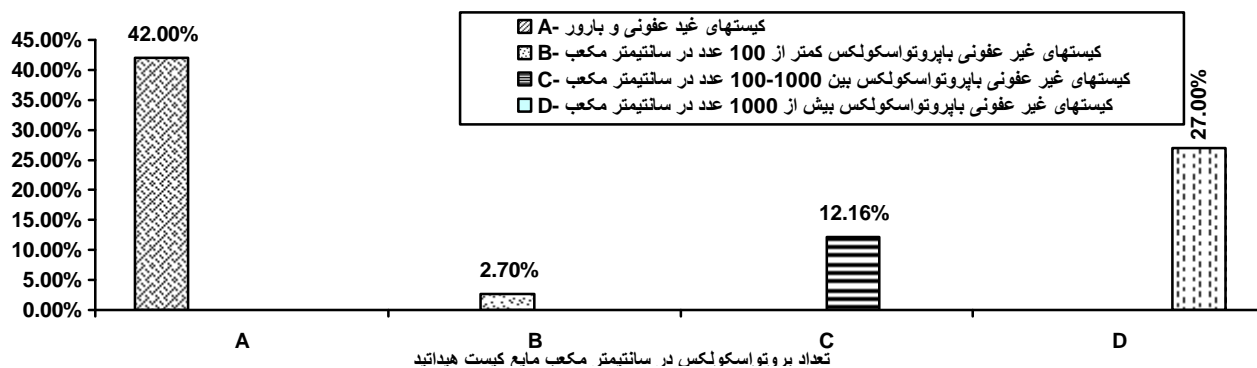 کیستهای غید عفونی و بارور -A
کیستهای غیر عفونی باپروتواسکولکس کمتر از 100 عدد در سانتیمتر مکعب -B
کیستهای غیر عفونی باپروتواسکولکس بین 1000-100 عدد در سانتیمتر مکعب -C
کیستهای غیر عفونی باپروتواسکولکس بیش از 1000 عدد در سانتیمتر مکعب -D
45.00%
40.00%
35.00%
30.00%
25.00%
20.00%
15.00%
10.00%
5.00%
0.00%
42.00%
2.70%
12.16%
27.00%
A
B
C
D
تعداد پروتواسکولکس در سانتیمتر مکعب مایع کیست هیداتید